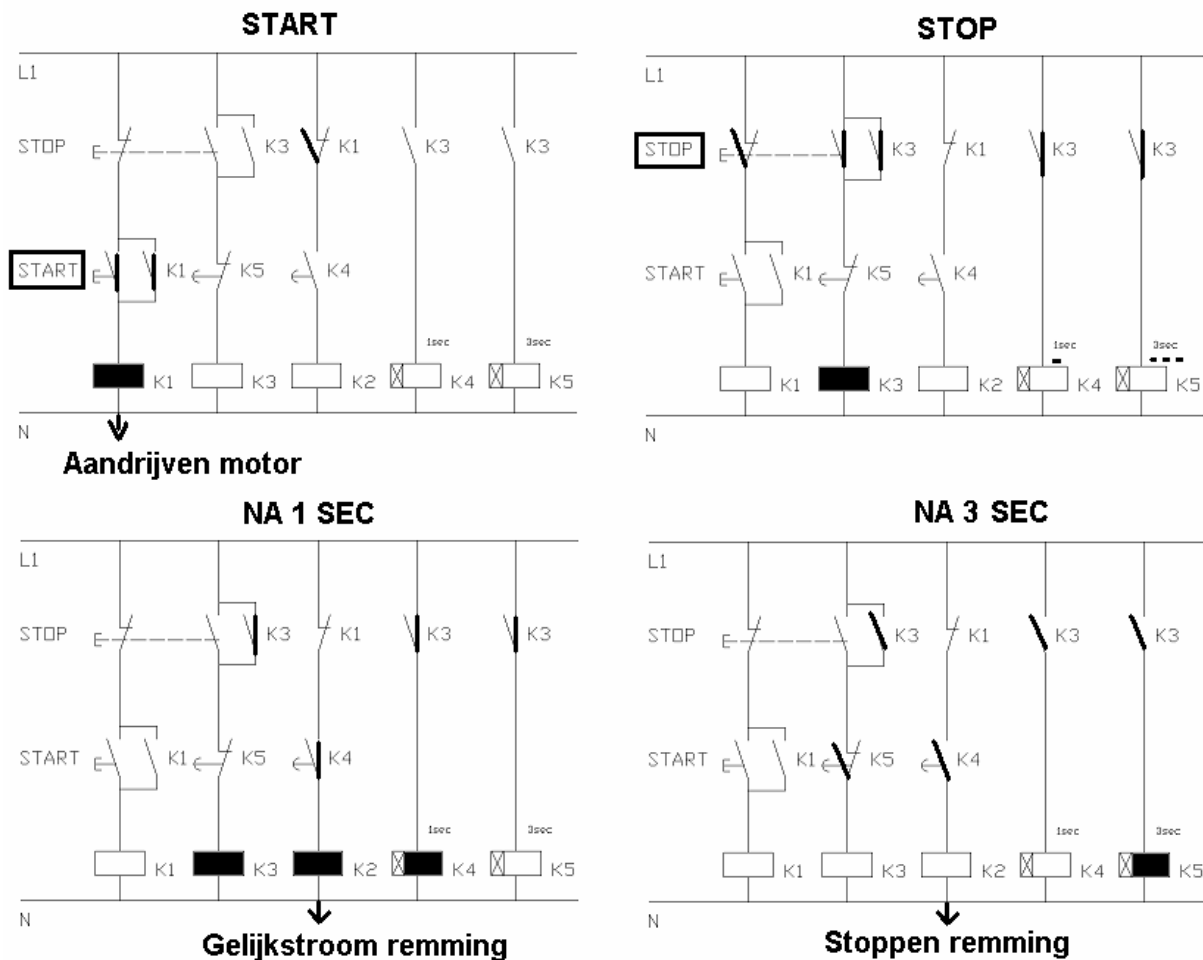 START
L1
STOP K3 K1 K3 K3
START K1 K5 K4
1sec 3sec
K1 K3 K2 K4 K5
N
Aandrijven motor
STOP
L1
STOP K3 K1 K3 K3
START K1 K5 K4
1sec 3sec
K1 K3 K2 K4 K5
N
NA 1 SEC
L1
STOP K3 K1 K3 K3
START K1 K5 K4
1sec 3sec
K1 K3 K2 K4 K5
N
Gelijkstroom remming
NA 3 SEC
L1
STOP K3 K1 K3 K3
START K1 K5 K4
1sec 3sec
K1 K3 K2 K4 K5
N
Stoppen remming